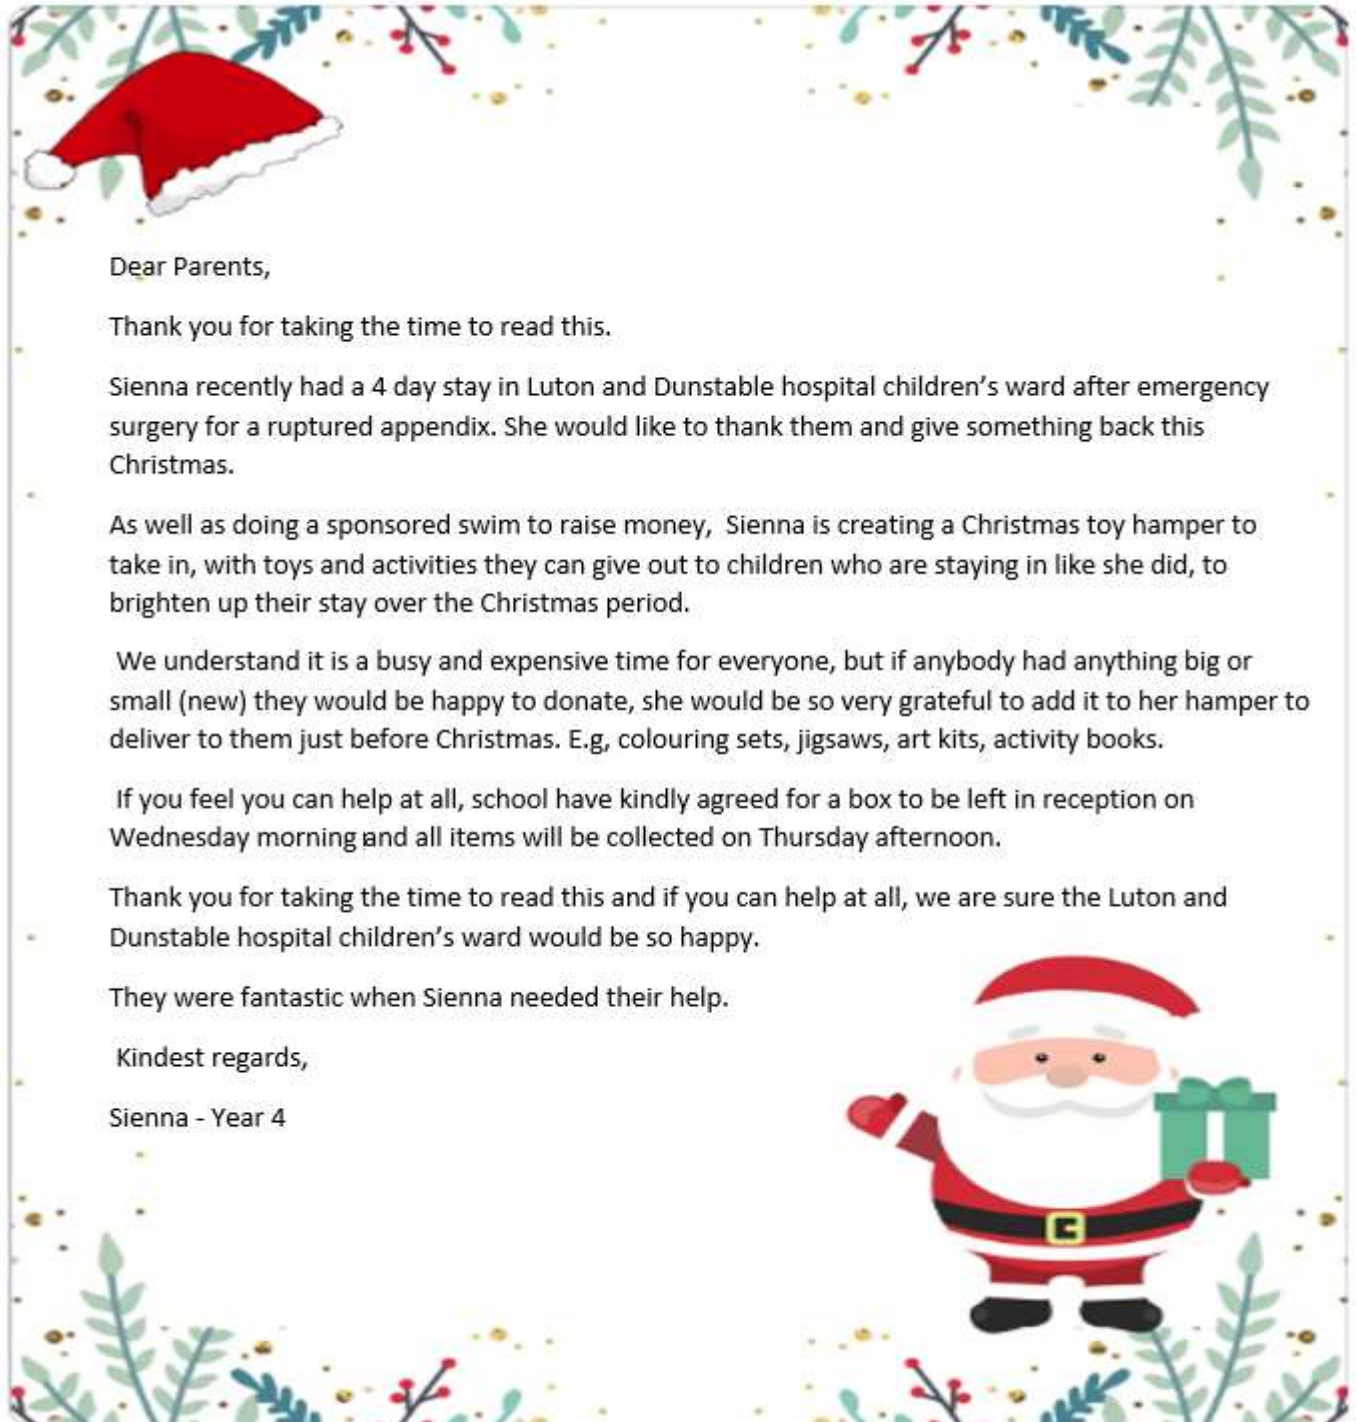 Dear Parents,
Thank you for taking the time to read this.
Sienna recently had a 4 day stay in Luton and Dunstable hospital children’s ward after emergency
surgery for a ruptured appendix. She would like to thank them and give something back this
Christmas.
As well as doing a sponsored swim to raise money,  Sienna is creating a Christmas toy hamper to
take in, with toys and activities they can give out to children who are staying in like she did, to
brighten up their stay over the Christmas period.
We understand it is a busy and expensive time for everyone, but if anybody had anything big or
small (new) they would be happy to donate, she would be so very grateful to add it to her hamper to
deliver to them just before Christmas. E.g, colouring sets, jigsaws, art kits, activity books.
If you feel you can help at all, school have kindly agreed for a box to be left in reception on
Wednesday morning and all items will be collected on Thursday afternoon.
Thank you for taking the time to read this and if you can help at all, we are sure the Luton and
Dunstable hospital children’s ward would be so happy.
They were fantastic when Sienna needed their help.
Kindest regards,
Sienna - Year 4